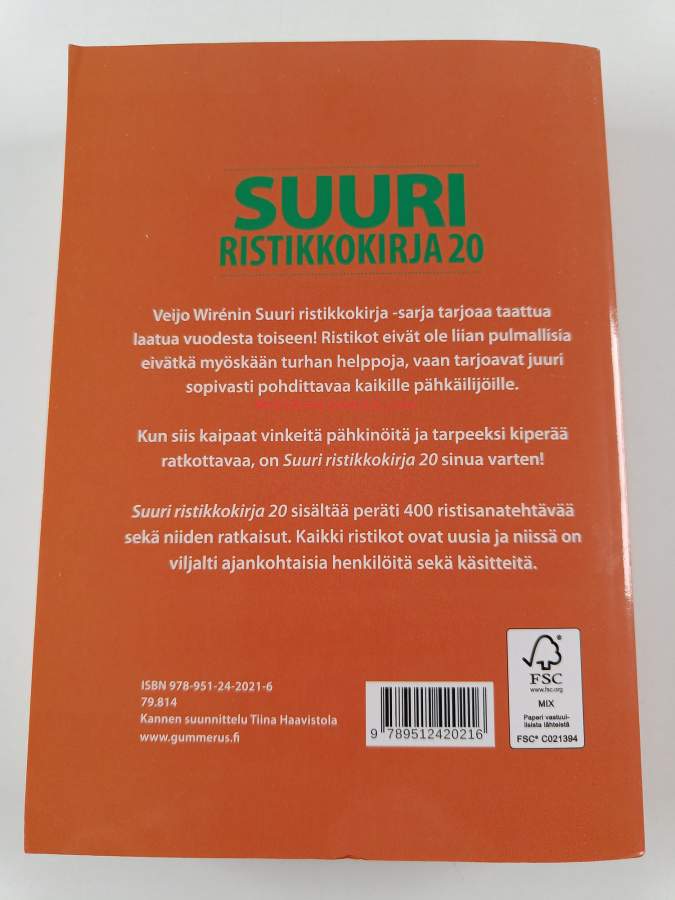 SUURI
RISTIKKOKIRJA 20
Veijo Wirénin Suuri ristikkokirja -sarja tarjoaa taattua
laatua vuodesta toiseen! Ristikot eivät ole liian pulmallisia
eivätkä myöskään turhan helppoja, vaan tarjoavat juuri
sopivasti pohdittavaa kaikille pähkäilijöille.
Kun siis kaipaat vinkeitä pähkinöitä ja tarpeeksi kiperää
ratkottavaa, on Suuri ristikkokirja 20 sinua varten!
Suuri ristikkokirja 20 sisältää peräti 400 ristisanatehtävää
sekä niiden ratkaisut. Kaikki ristikot ovat uusia ja niissä on
viljalti ajankohtaisia henkilöitä sekä käsitteitä.
ISBN 978-951-24-2021-6
79.814
Kannen suunnittelu Tiina Haavistola
www.gummerus.fi
9 789512 420216
FSC
www.fsc.org
MIX
Paperi vastuul-
lisista lähteistä
FSC® C021394